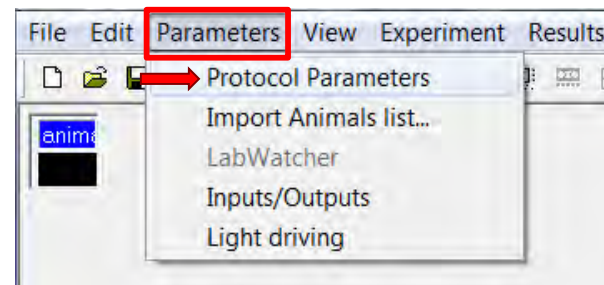 File Edit Parameters View Experiment Results
Protocol Parameters
Import Animals list...
LabWatcher
Inputs/Outputs
Light driving